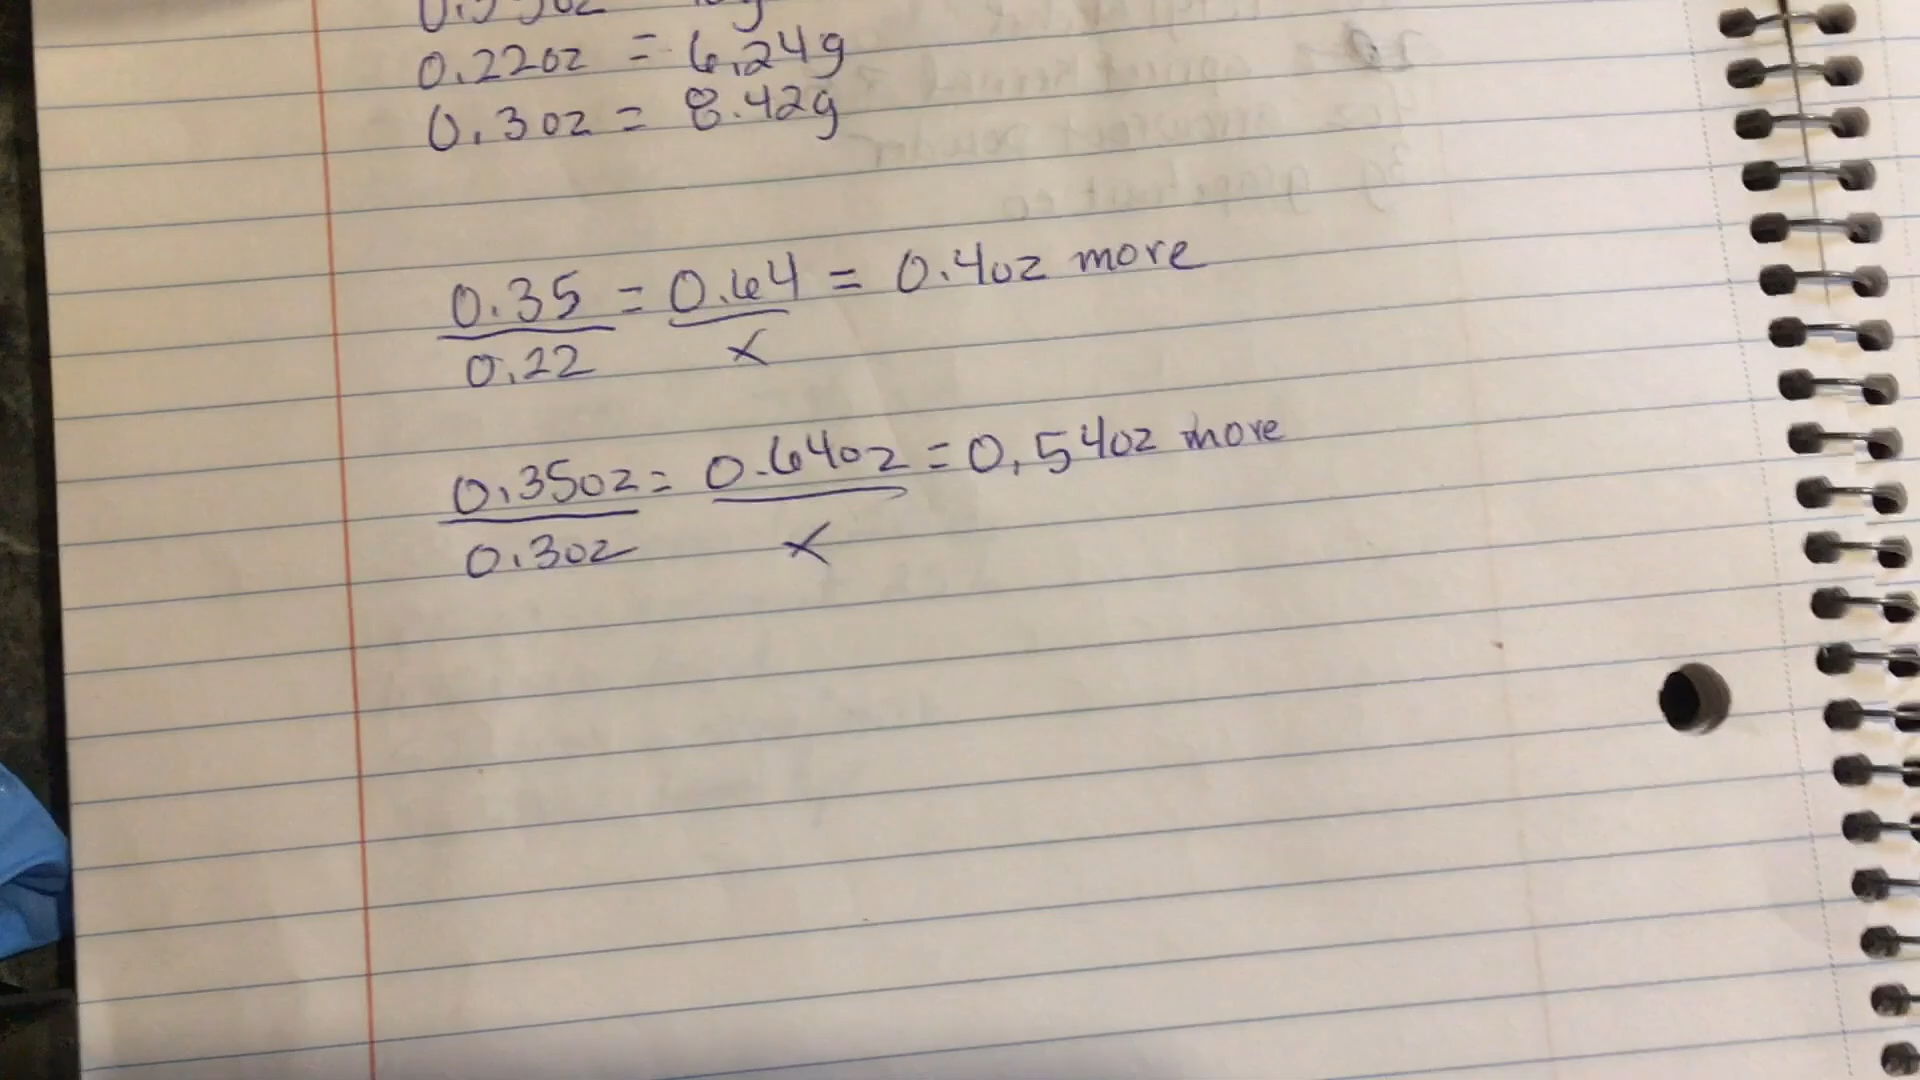 0.22oz = 6.24g
0.3oz = 8.42g
0.35 = 0.64 = 0.4oz more
0.22 x
0.35oz = 0.64oz = 0.54oz more
0.3oz x